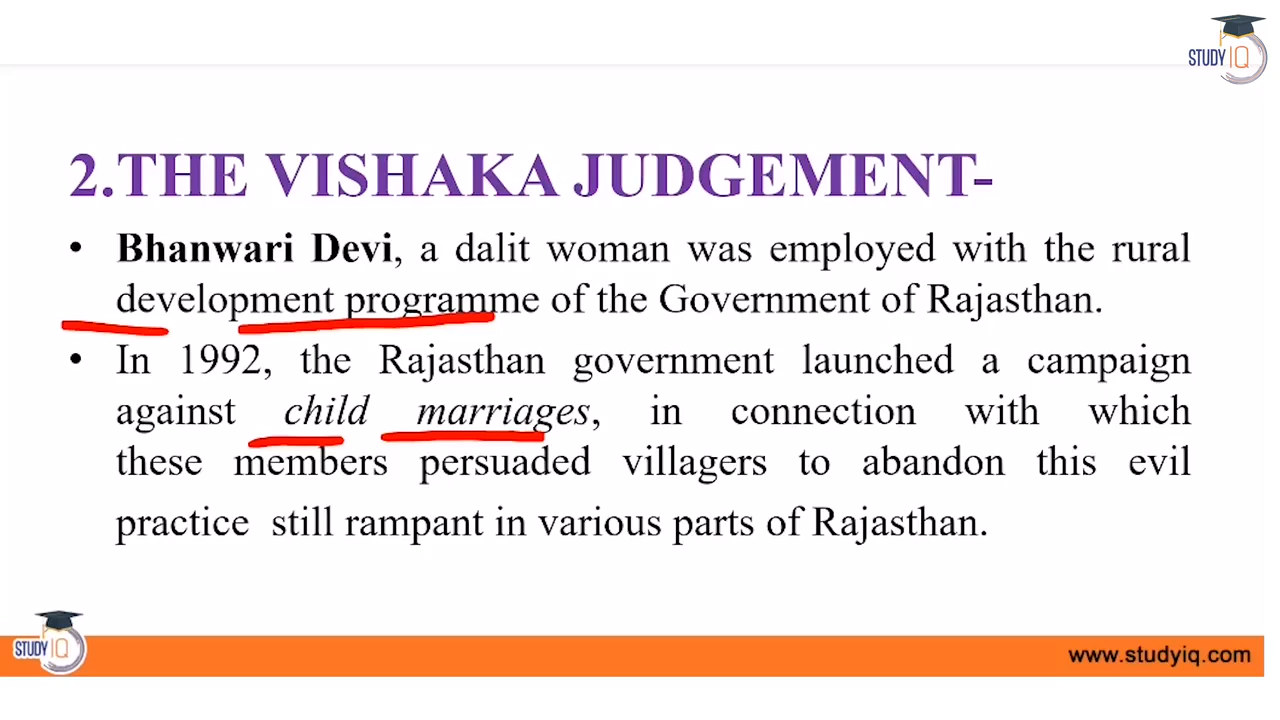 STUDY IQ
2.THE VISHAKA JUDGEMENT-
• Bhanwari Devi, a dalit woman was employed with the rural
development programme of the Government of Rajasthan.
• In 1992, the Rajasthan government launched a campaign
against child marriages, in connection with which
these members persuaded villagers to abandon this evil
practice still rampant in various parts of Rajasthan.
STUDY IQ
www.studyiq.com